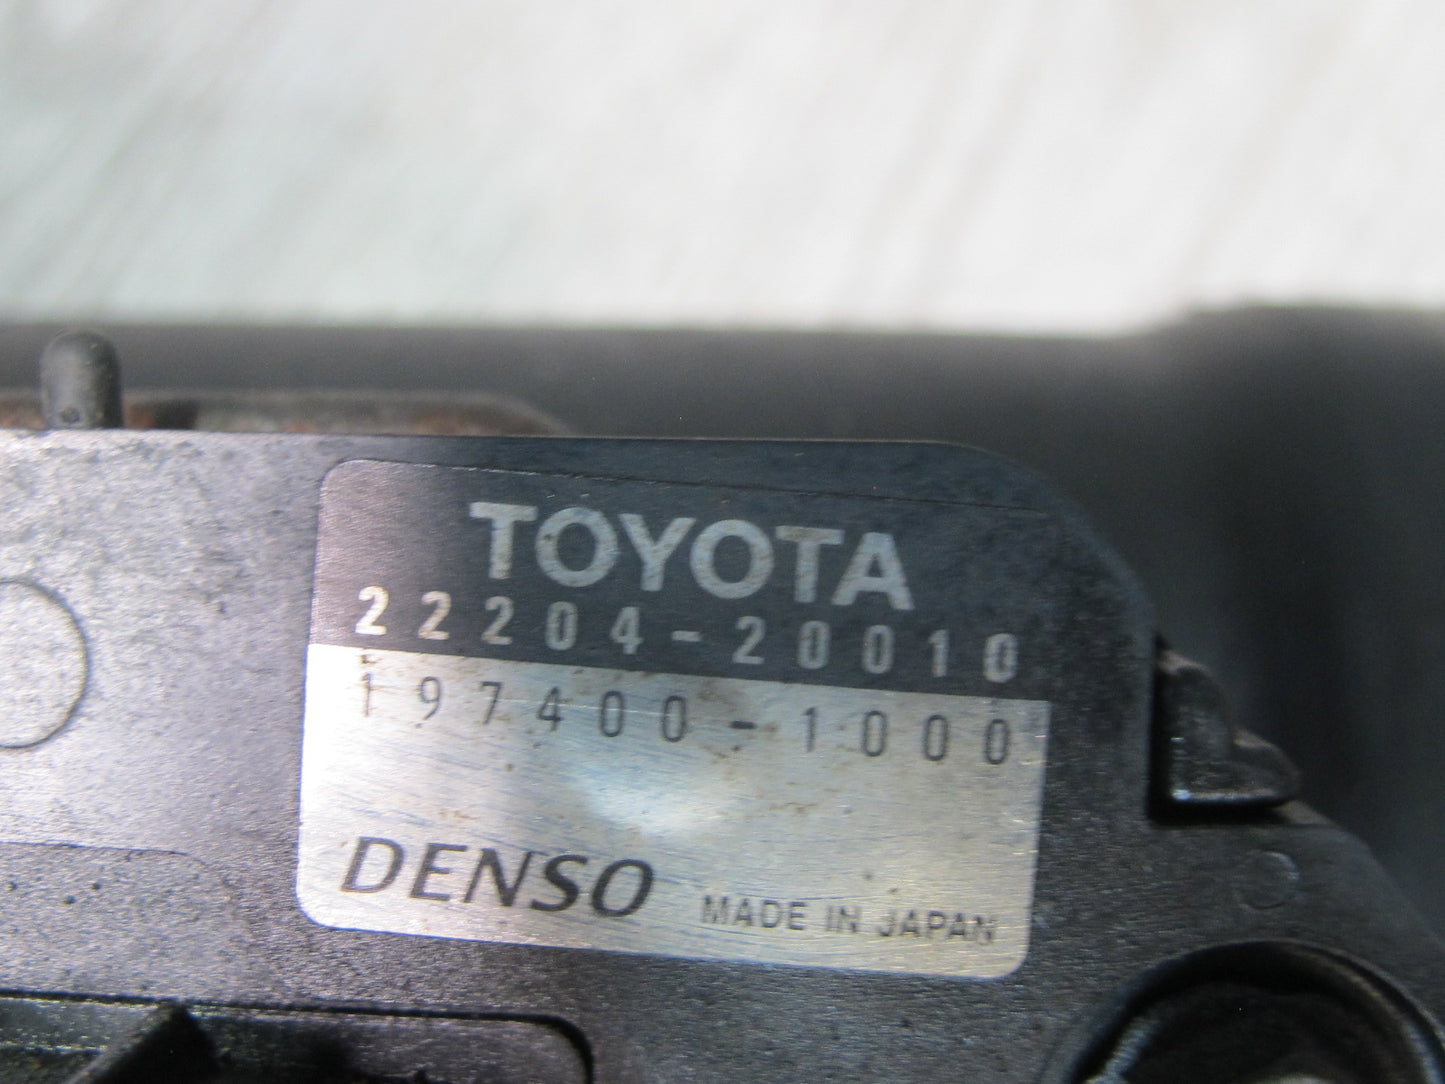 TOYOTA
22204-20010
197400-1000
DENSO MADE IN JAPAN